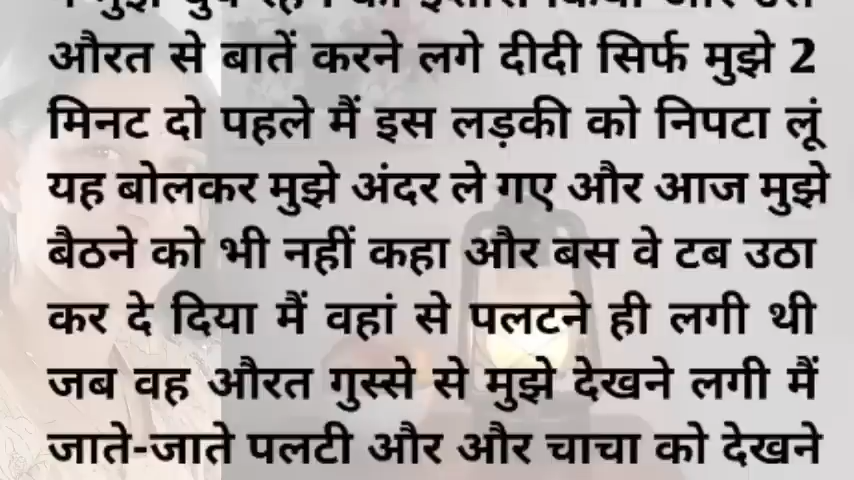 औरत से बातें करने लगे दीदी सिर्फ मुझे 2
मिनट दो पहले मैं इस लड़की को निपटा लूं
यह बोलकर मुझे अंदर ले गए और आज मुझे
बैठने को भी नहीं कहा और बस वे टब उठा
कर दे दिया मैं वहां से पलटने ही लगी थी
जब वह औरत गुस्से से मुझे देखने लगी मैं
जाते-जाते पलटी और और चाचा को देखने